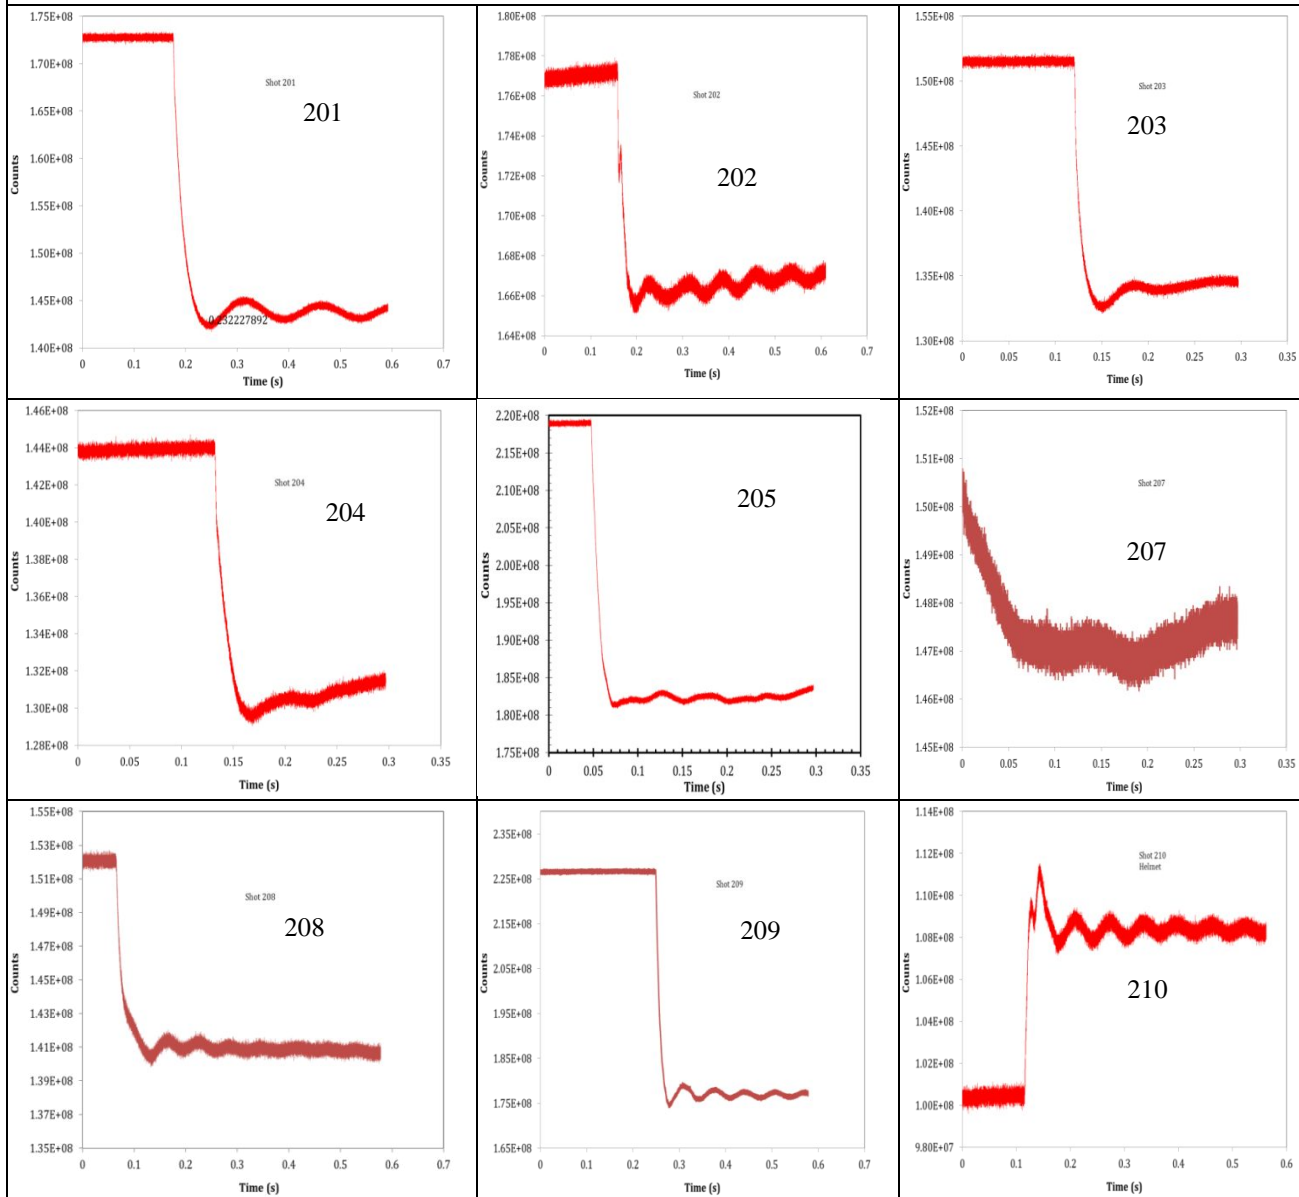 1.75E+08
1.70E+08
1.65E+08
1.60E+08
1.55E+08
1.50E+08
1.45E+08
1.40E+08
Counts
Shot 201
201
0.232227892
0 0.1 0.2 0.3 0.4 0.5 0.6 0.7
Time (s)
1.80E+08
1.78E+08
1.76E+08
1.74E+08
1.72E+08
1.70E+08
1.68E+08
1.66E+08
1.64E+08
Counts
Shot 202
202
0 0.1 0.2 0.3 0.4 0.5 0.6 0.7
Time (s)
1.55E+08
1.50E+08
1.45E+08
1.40E+08
1.35E+08
1.30E+08
Counts
Shot 203
203
0 0.05 0.1 0.15 0.2 0.25 0.3 0.35
Time (s)
1.46E+08
1.44E+08
1.42E+08
1.40E+08
1.38E+08
1.36E+08
1.34E+08
1.32E+08
1.30E+08
1.28E+08
Counts
Shot 204
204
0 0.05 0.1 0.15 0.2 0.25 0.3 0.35
Time (s)
2.20E+08
2.15E+08
2.10E+08
2.05E+08
2.00E+08
1.95E+08
1.90E+08
1.85E+08
1.80E+08
1.75E+08
Counts
205
0 0.05 0.1 0.15 0.2 0.25 0.3 0.35
Time (s)
1.52E+08
1.51E+08
1.50E+08
1.49E+08
1.48E+08
1.47E+08
1.46E+08
1.45E+08
Counts
Shot 207
207
0 0.05 0.1 0.15 0.2 0.25 0.3 0.35
Time (s)
1.55E+08
1.53E+08
1.51E+08
1.49E+08
1.47E+08
1.45E+08
1.43E+08
1.41E+08
1.39E+08
1.37E+08
1.35E+08
Counts
Shot 208
208
0 0.1 0.2 0.3 0.4 0.5 0.6 0.7
Time (s)
2.35E+08
2.25E+08
2.15E+08
2.05E+08
1.95E+08
1.85E+08
1.75E+08
1.65E+08
Counts
Shot 209
209
0 0.1 0.2 0.3 0.4 0.5 0.6 0.7
Time (s)
1.14E+08
1.12E+08
1.10E+08
1.08E+08
1.06E+08
1.04E+08
1.02E+08
1.00E+08
9.80E+07
Counts
Shot 210
Helmet
210
0 0.1 0.2 0.3 0.4 0.5 0.6
Time (s)